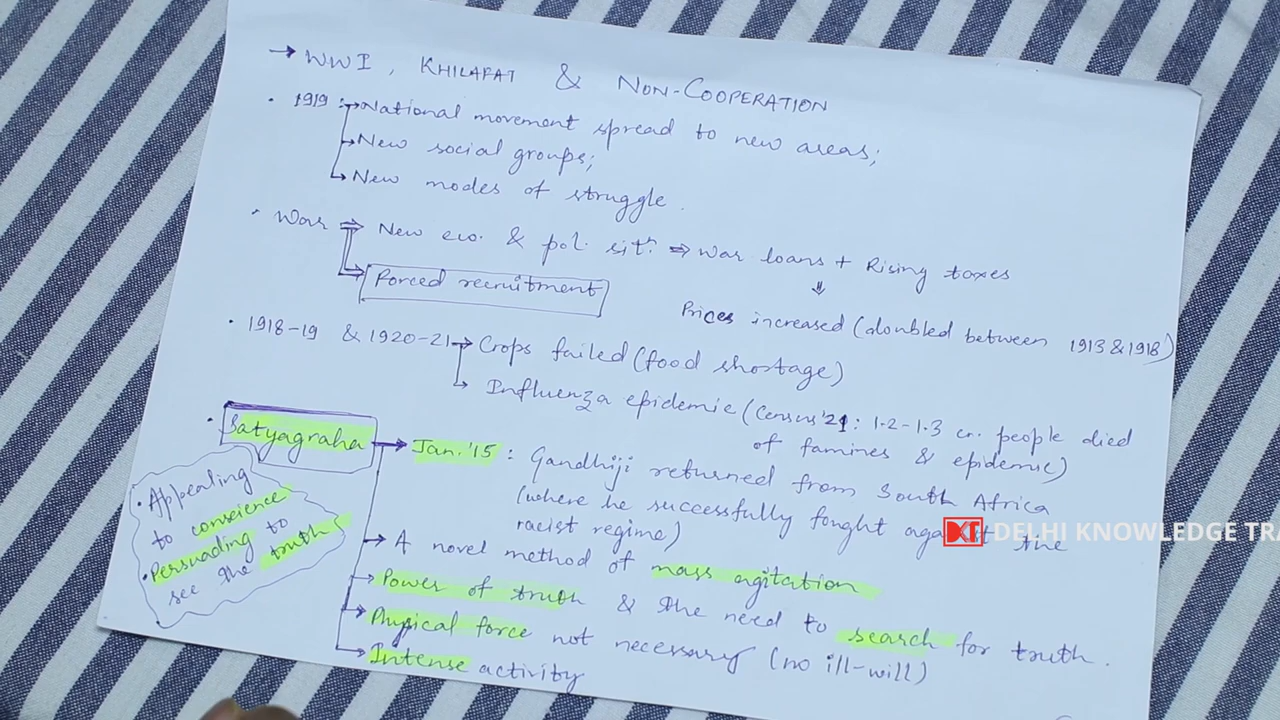 → WWI, KHILAFAT & NON-COOPERATION
• 1919 : → National movement spread to new areas;
→ New social groups;
→ New modes of struggle.
• War ⇒ New eco. & pol. sitⁿ. ⇒ War loans + Rising taxes
⇓
⇒ Forced recruitment
Prices increased (doubled between 1913 & 1918)
• 1918-19 & 1920-21 → Crops failed (food shortage)
→ Influenza epidemic (Census '21 : 1.2-1.3 cr. people died
of famines & epidemic)
• Satyagraha → Jan. '15 : Gandhiji returned from South Africa
(where he successfully fought against the
racist regime)
→ A novel method of mass agitation
→ Power of truth & the need to search for truth.
→ Physical force not necessary (no ill-will)
→ Intense activity
• Appealing
to conscience
• Persuading to
see the truth
DELHI KNOWLEDGE TRA